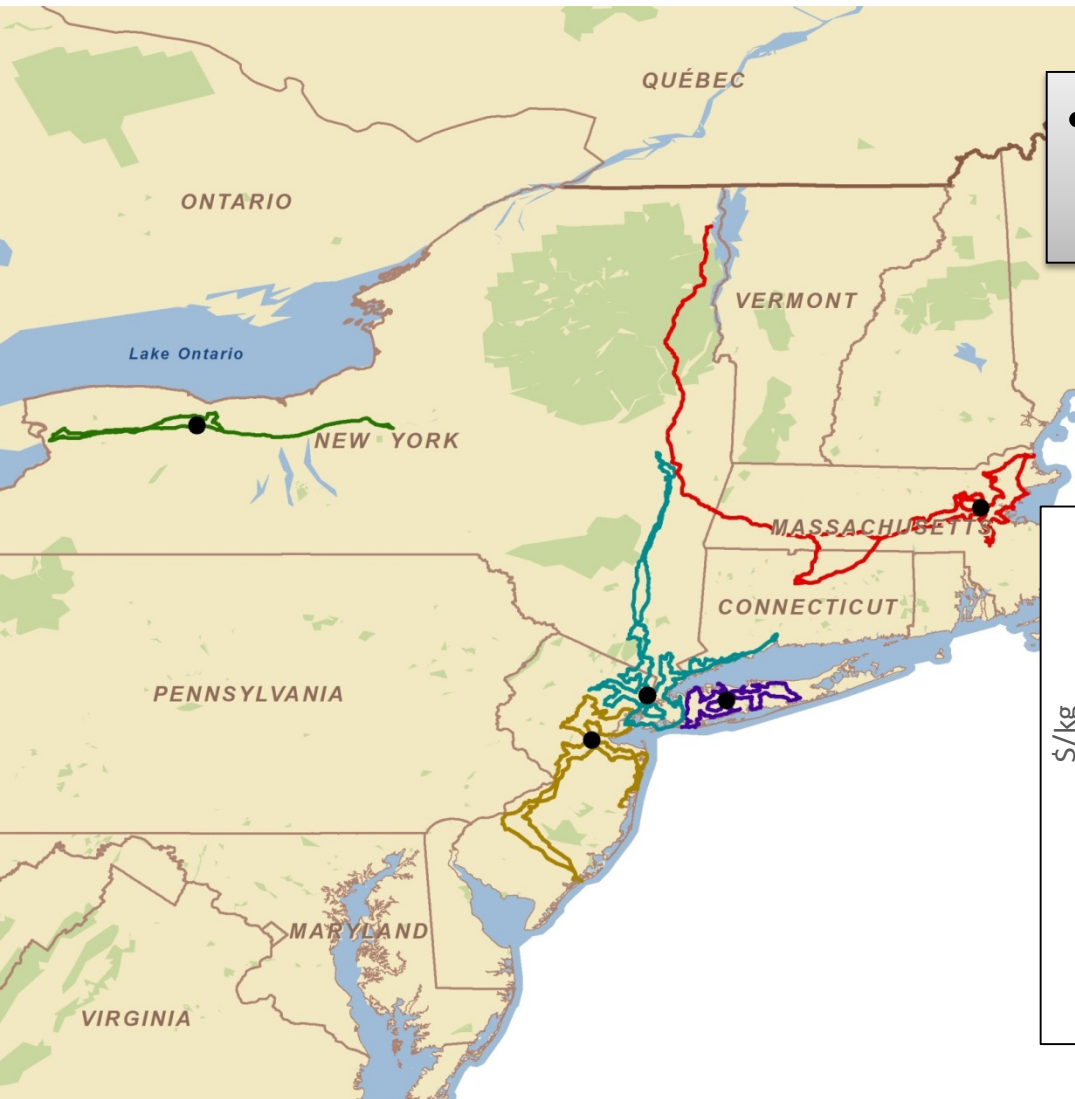 QUÉBEC
ONTARIO
VERMONT
Lake Ontario
NEW YORK
MASSACHUSETTS
CONNECTICUT
PENNSYLVANIA
$/kg
MARYLAND
VIRGINIA